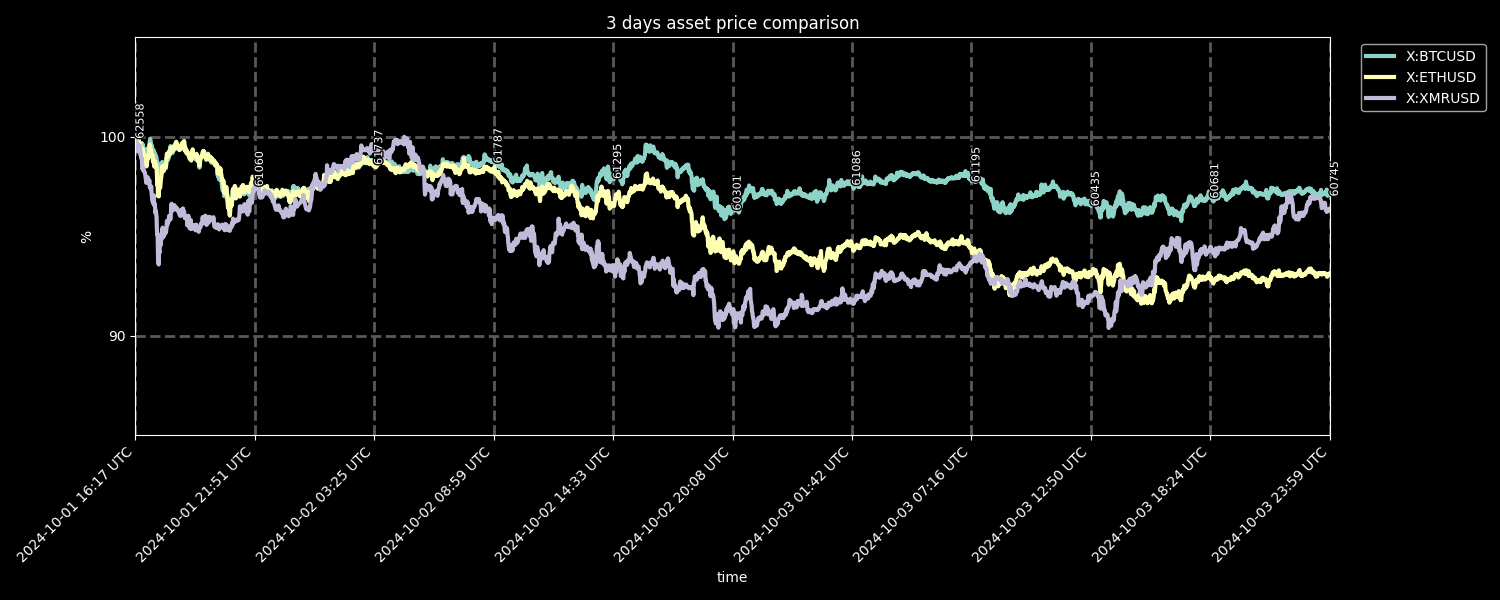 3 days asset price comparison
X:BTCUSD
X:ETHUSD
X:XMRUSD
100
90
%
62558
61060
61737
61787
61295
60301
61086
61195
60435
60681
60745
2024-10-01 16:17 UTC
2024-10-01 21:51 UTC
2024-10-02 03:25 UTC
2024-10-02 08:59 UTC
2024-10-02 14:33 UTC
2024-10-02 20:08 UTC
2024-10-03 01:42 UTC
2024-10-03 07:16 UTC
2024-10-03 12:50 UTC
2024-10-03 18:24 UTC
2024-10-03 23:59 UTC
time